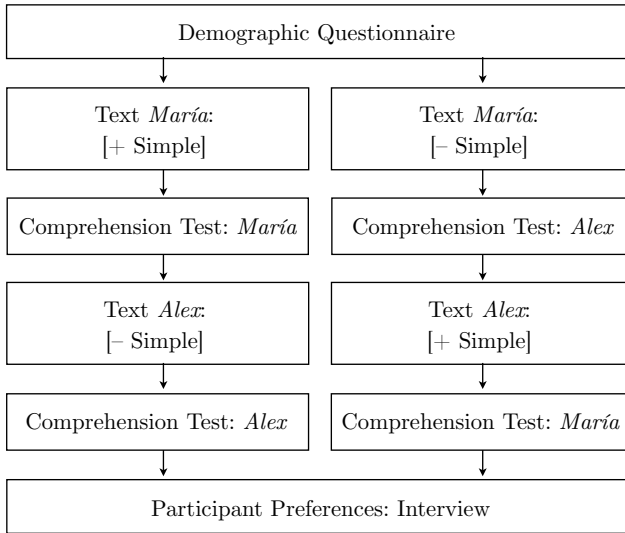 Demographic Questionnaire
Text María:
[+ Simple]
Text María:
[– Simple]
Comprehension Test: María
Comprehension Test: Alex
Text Alex:
[– Simple]
Text Alex:
[+ Simple]
Comprehension Test: Alex
Comprehension Test: María
Participant Preferences: Interview